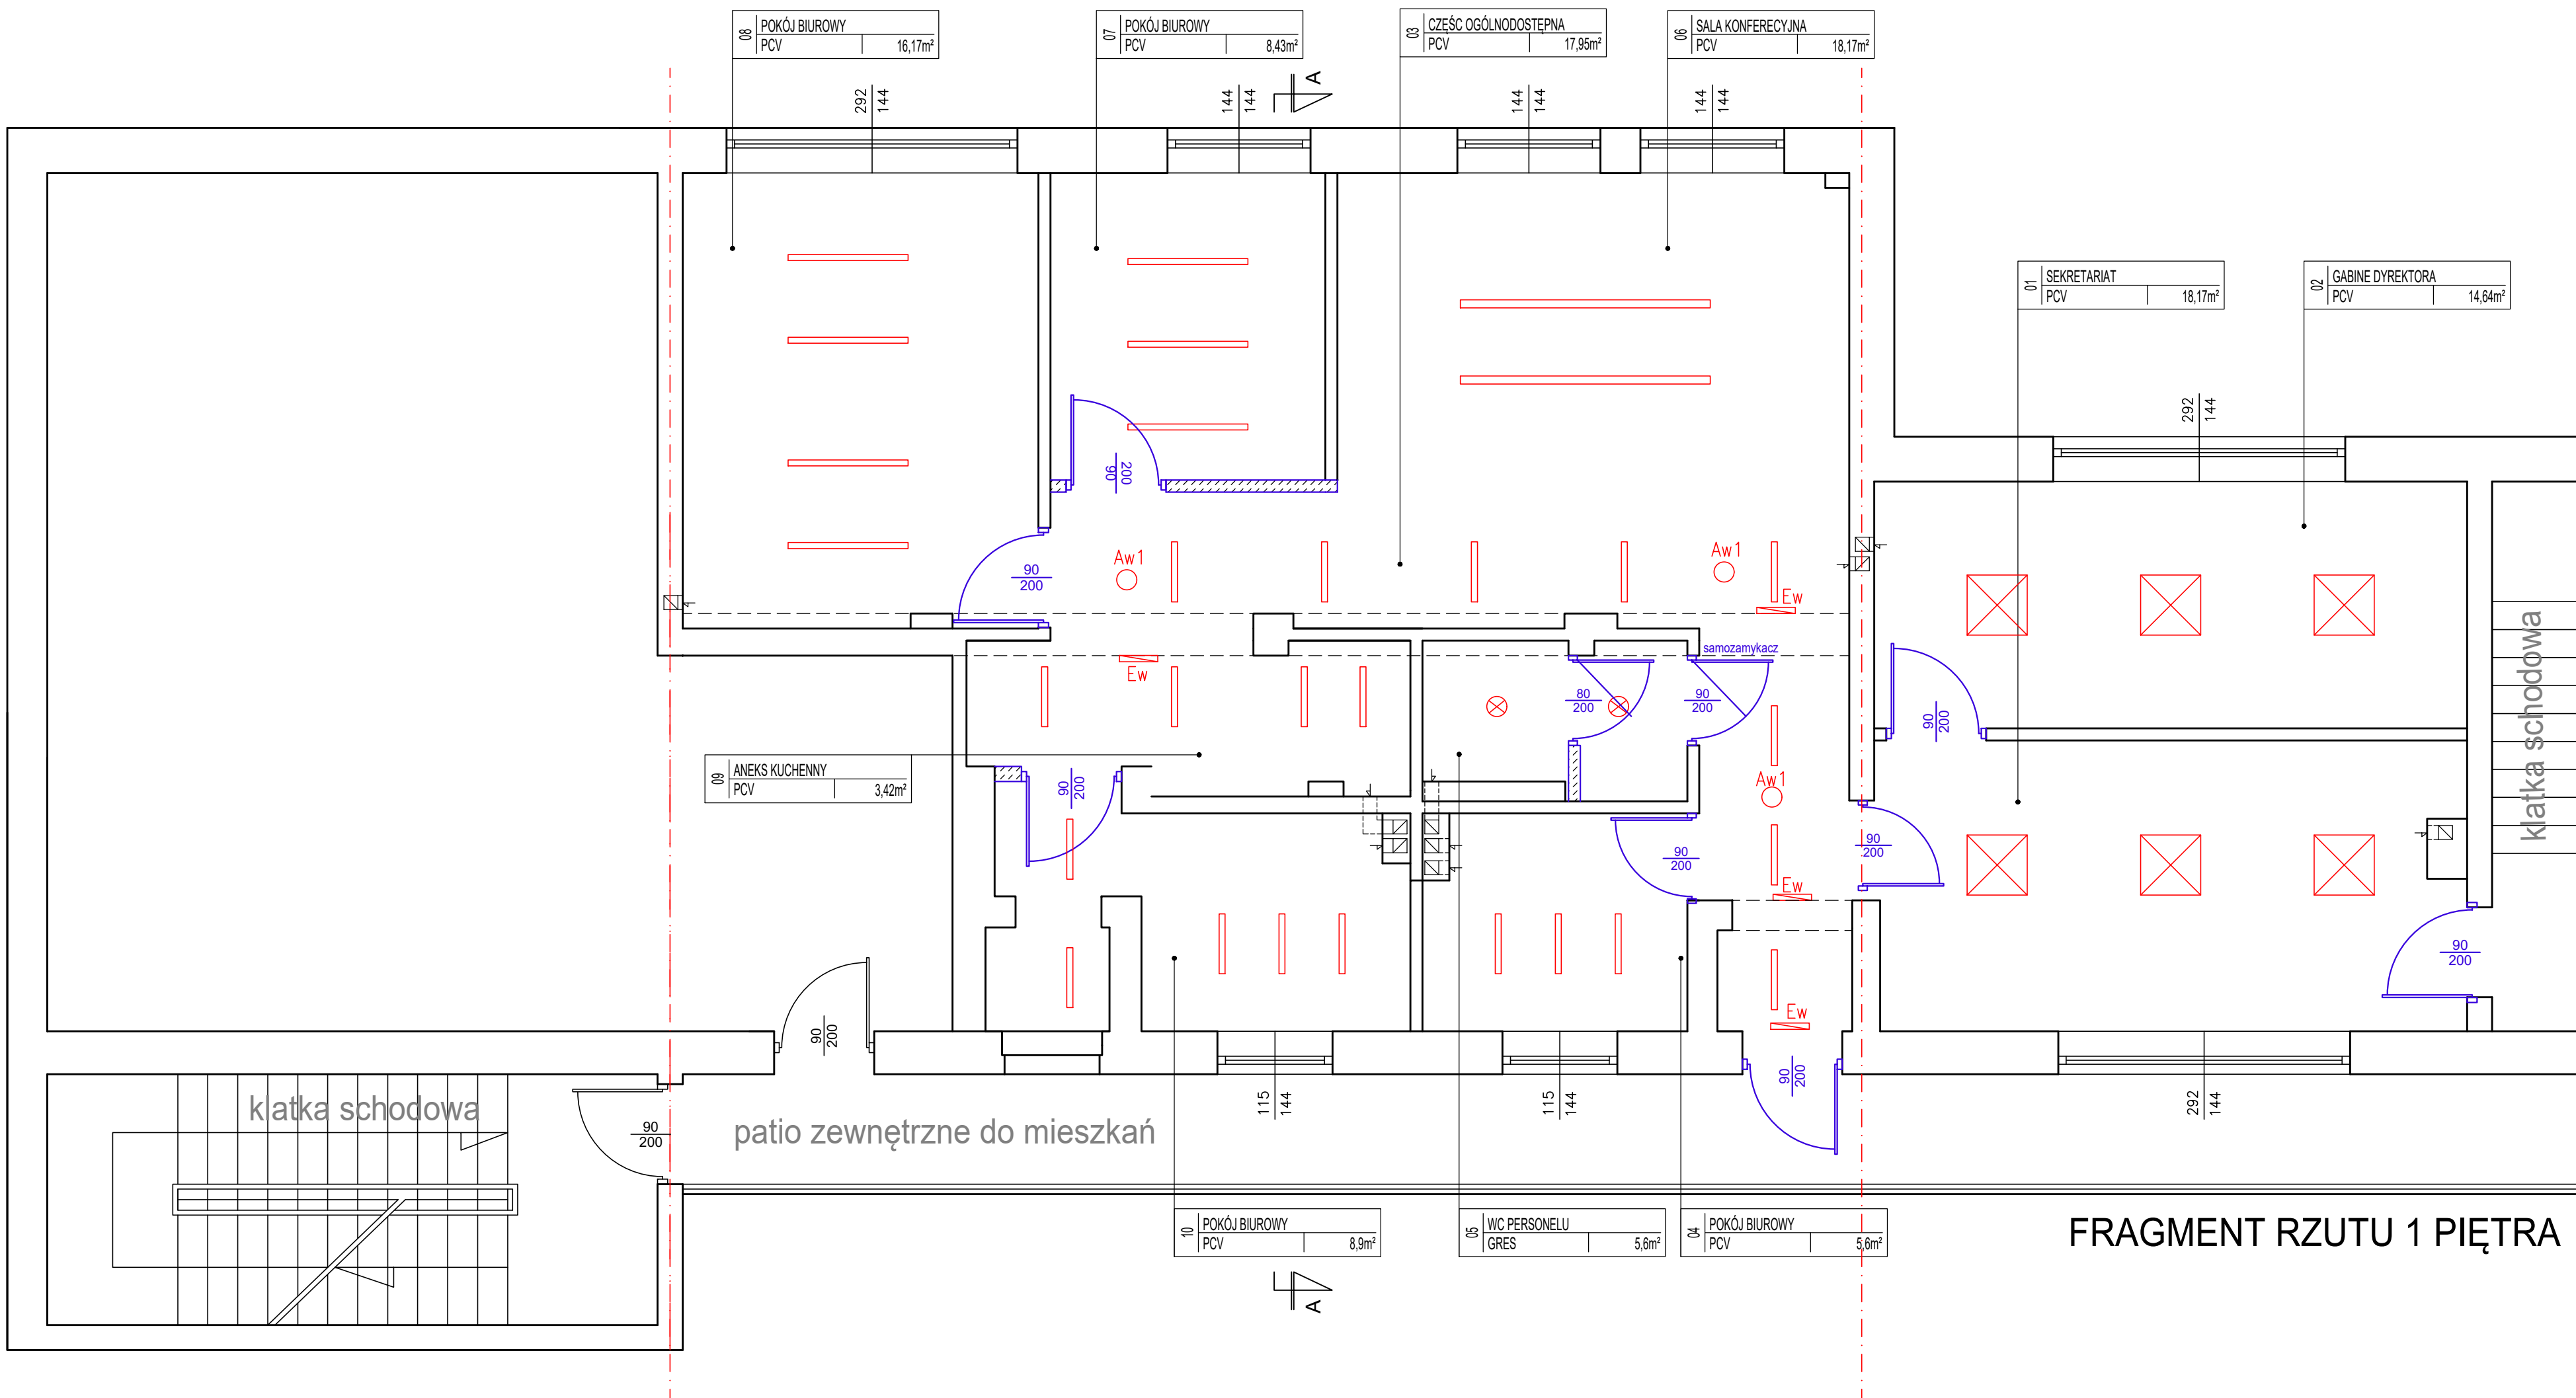 08 POKÓJ BIUROWY
PCV 16,17m²
07 POKÓJ BIUROWY
PCV 8,43m²
03 CZĘŚC OGÓLNODOSTĘPNA
PCV 17,95m²
06 SALA KONFERECYJNA
PCV 18,17m²
292
144
144
144
A
144
144
144
144
01 SEKRETARIAT
PCV 18,17m²
02 GABINE DYREKTORA
PCV 14,64m²
292
144
90
200
90
200
Aw1
Aw1
Ew
Ew
samozamykacz
80
200
90
200
90
200
klatka schodowa
09 ANEKS KUCHENNY
PCV 3,42m²
90
200
Aw1
90
200
90
200
Ew
90
200
Ew
90
200
90
200
klatka schodowa
90
200
patio zewnętrzne do mieszkań
115
144
115
144
292
144
10 POKÓJ BIUROWY
PCV 8,9m²
05 WC PERSONELU
GRES 5,6m²
04 POKÓJ BIUROWY
PCV 5,6m²
FRAGMENT RZUTU 1 PIĘTRA
A